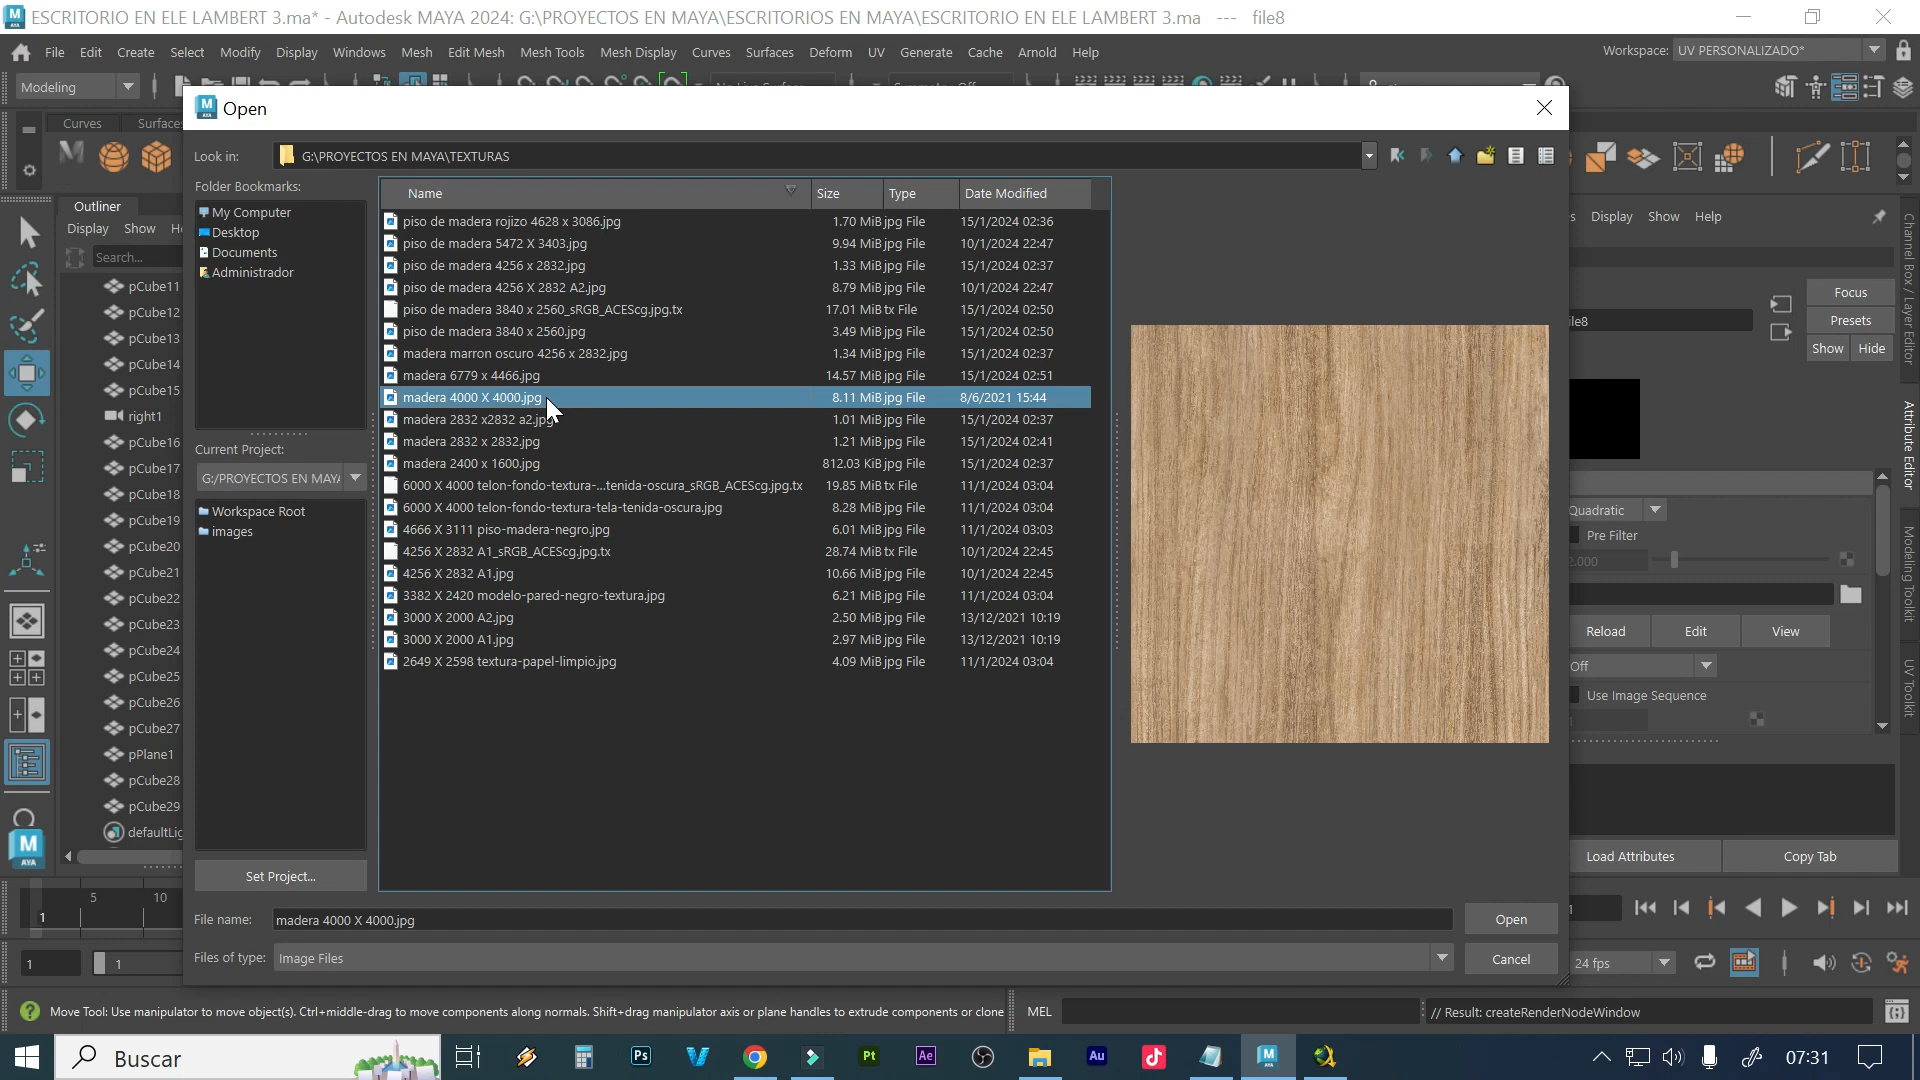 ESCRITORIO EN ELE LAMBERT 3.ma* - Autodesk MAYA 2024: G:\PROYECTOS EN MAYA\ESCRITORIOS EN MAYA\ESCRITORIO EN ELE LAMBERT 3.ma --- file8
File Edit Create Select Modify Display Windows Mesh Edit Mesh Mesh Tools Mesh Display Curves Surfaces Deform UV Generate Cache Arnold Help
Workspace: UV PERSONALIZADO*
Modeling
Curves Surface
Outliner
Display Show
Search...
pCube11
pCube12
pCube13
pCube14
pCube15
right1
pCube16
pCube17
pCube18
pCube19
pCube20
pCube21
pCube22
pCube23
pCube24
pCube25
pCube26
pCube27
pPlane1
pCube28
pCube29
defaultLig
Open
Look in: G:\PROYECTOS EN MAYA\TEXTURAS
Folder Bookmarks:
My Computer
Desktop
Documents
Administrador
Current Project:
G:/PROYECTOS EN MAYA
Workspace Root
images
Set Project...
Name Size Type Date Modified
piso de madera rojizo 4628 x 3086.jpg 1.70 MiB jpg File 15/1/2024 02:36
piso de madera 5472 X 3403.jpg 9.94 MiB jpg File 10/1/2024 22:47
piso de madera 4256 x 2832.jpg 1.33 MiB jpg File 15/1/2024 02:37
piso de madera 4256 X 2832 A2.jpg 8.79 MiB jpg File 10/1/2024 22:47
piso de madera 3840 x 2560_sRGB_ACEScg.jpg.tx 17.01 MiB tx File 15/1/2024 02:50
piso de madera 3840 x 2560.jpg 3.49 MiB jpg File 15/1/2024 02:50
madera marron oscuro 4256 x 2832.jpg 1.34 MiB jpg File 15/1/2024 02:37
madera 6779 x 4466.jpg 14.57 MiB jpg File 15/1/2024 02:51
madera 4000 X 4000.jpg 8.11 MiB jpg File 8/6/2021 15:44
madera 2832 x2832 a2.jpg 1.01 MiB jpg File 15/1/2024 02:37
madera 2832 x 2832.jpg 1.21 MiB jpg File 15/1/2024 02:41
madera 2400 x 1600.jpg 812.03 KiB jpg File 15/1/2024 02:37
6000 X 4000 telon-fondo-textura-...tenida-oscura_sRGB_ACEScg.jpg.tx 19.85 MiB tx File 11/1/2024 03:04
6000 X 4000 telon-fondo-textura-tela-tenida-oscura.jpg 8.28 MiB jpg File 11/1/2024 03:04
4666 X 3111 piso-madera-negro.jpg 6.01 MiB jpg File 11/1/2024 03:03
4256 X 2832 A1_sRGB_ACEScg.jpg.tx 28.74 MiB tx File 10/1/2024 22:45
4256 X 2832 A1.jpg 10.66 MiB jpg File 10/1/2024 22:45
3382 X 2420 modelo-pared-negro-textura.jpg 6.21 MiB jpg File 11/1/2024 03:04
3000 X 2000 A2.jpg 2.50 MiB jpg File 13/12/2021 10:19
3000 X 2000 A1.jpg 2.97 MiB jpg File 13/12/2021 10:19
2649 X 2598 textura-papel-limpio.jpg 4.09 MiB jpg File 11/1/2024 03:04
File name: madera 4000 X 4000.jpg Open
Files of type: Image Files Cancel
Display Show Help
Focus
Presets
Show Hide
Quadratic
Pre Filter
2.000
Reload Edit View
Off
Use Image Sequence
Load Attributes Copy Tab
Channel Box / Layer Editor
Attribute Editor
Modeling Toolkit
UV Toolkit
5 10
1
1 1
24 fps
Move Tool: Use manipulator to move object(s). Ctrl+middle-drag to move components along normals. Shift+drag manipulator axis or plane handles to extrude components or clone
MEL
// Result: createRenderNodeWindow
Buscar
Ps Pt Ae Au
07:31